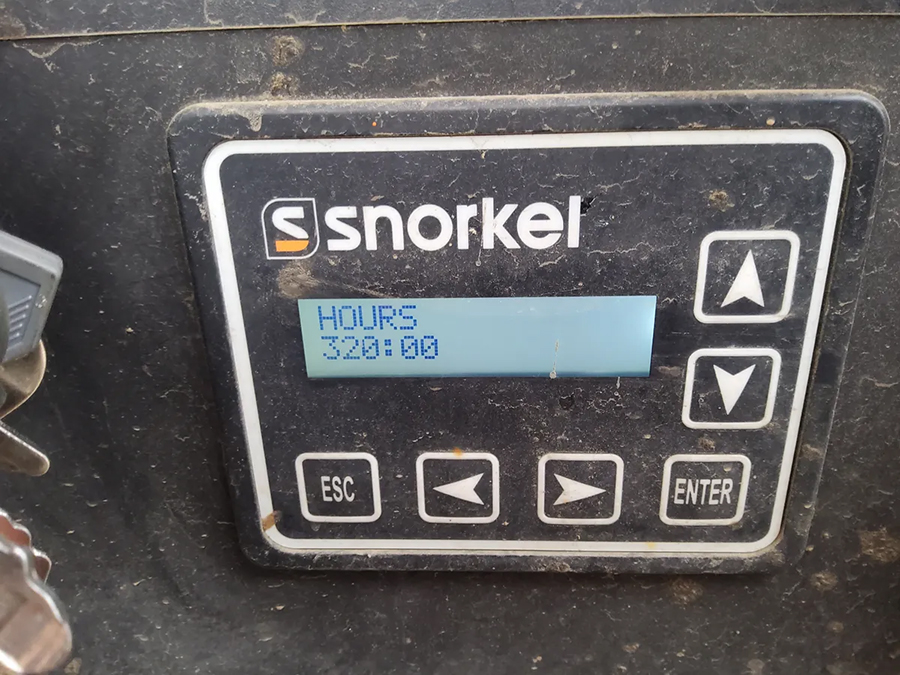 snorkel
HOURS
320:00
ESC
ENTER